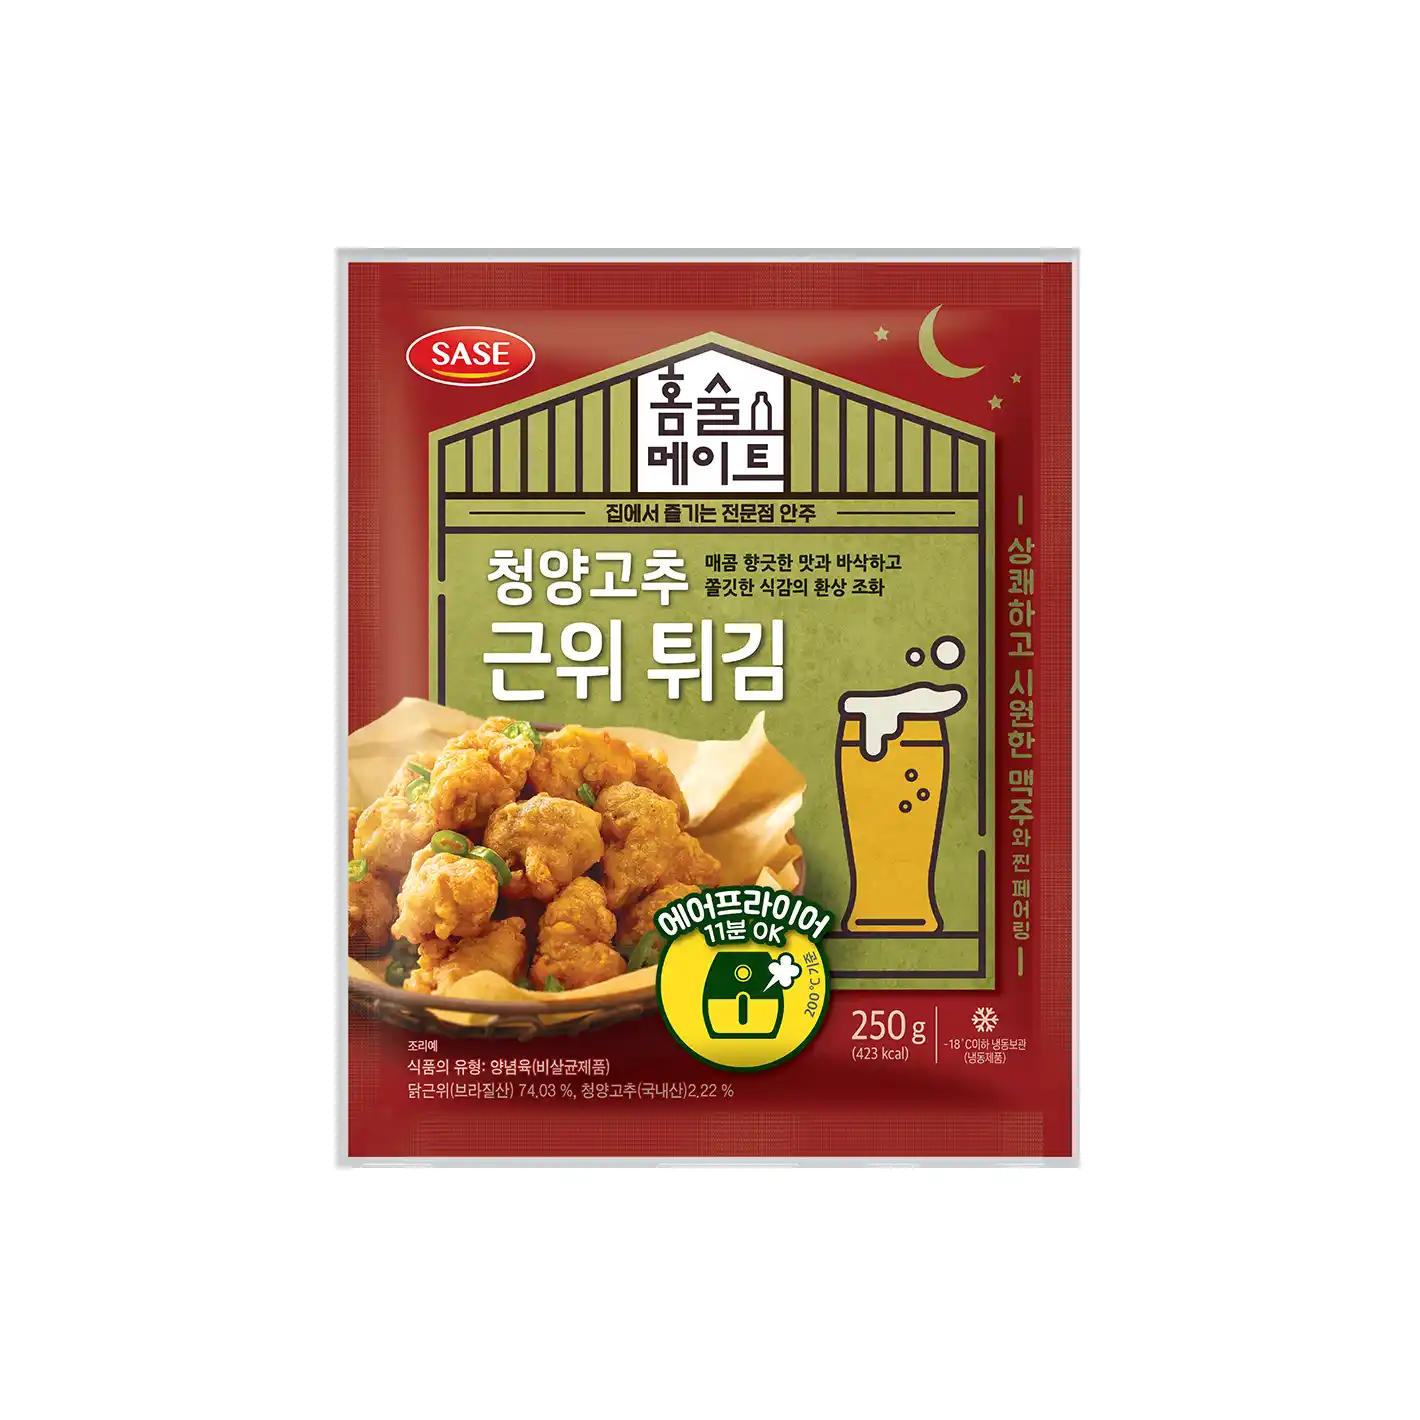 SASE
홈술
메이트
집에서 즐기는 전문점 안주
청양고추
매콤 향긋한 맛과 바삭하고
쫄깃한 식감의 환상 조화
근위 튀김
상쾌하고 시원한 맥주와 찐 페어링
에어프라이어
11분 OK
200℃ 기준
250 g
(423 kcal)
-18˚C이하 냉동보관
(냉동제품)
조리예
식품의 유형: 양념육(비살균제품)
닭근위(브라질산) 74.03 %, 청양고추(국내산)2.22 %